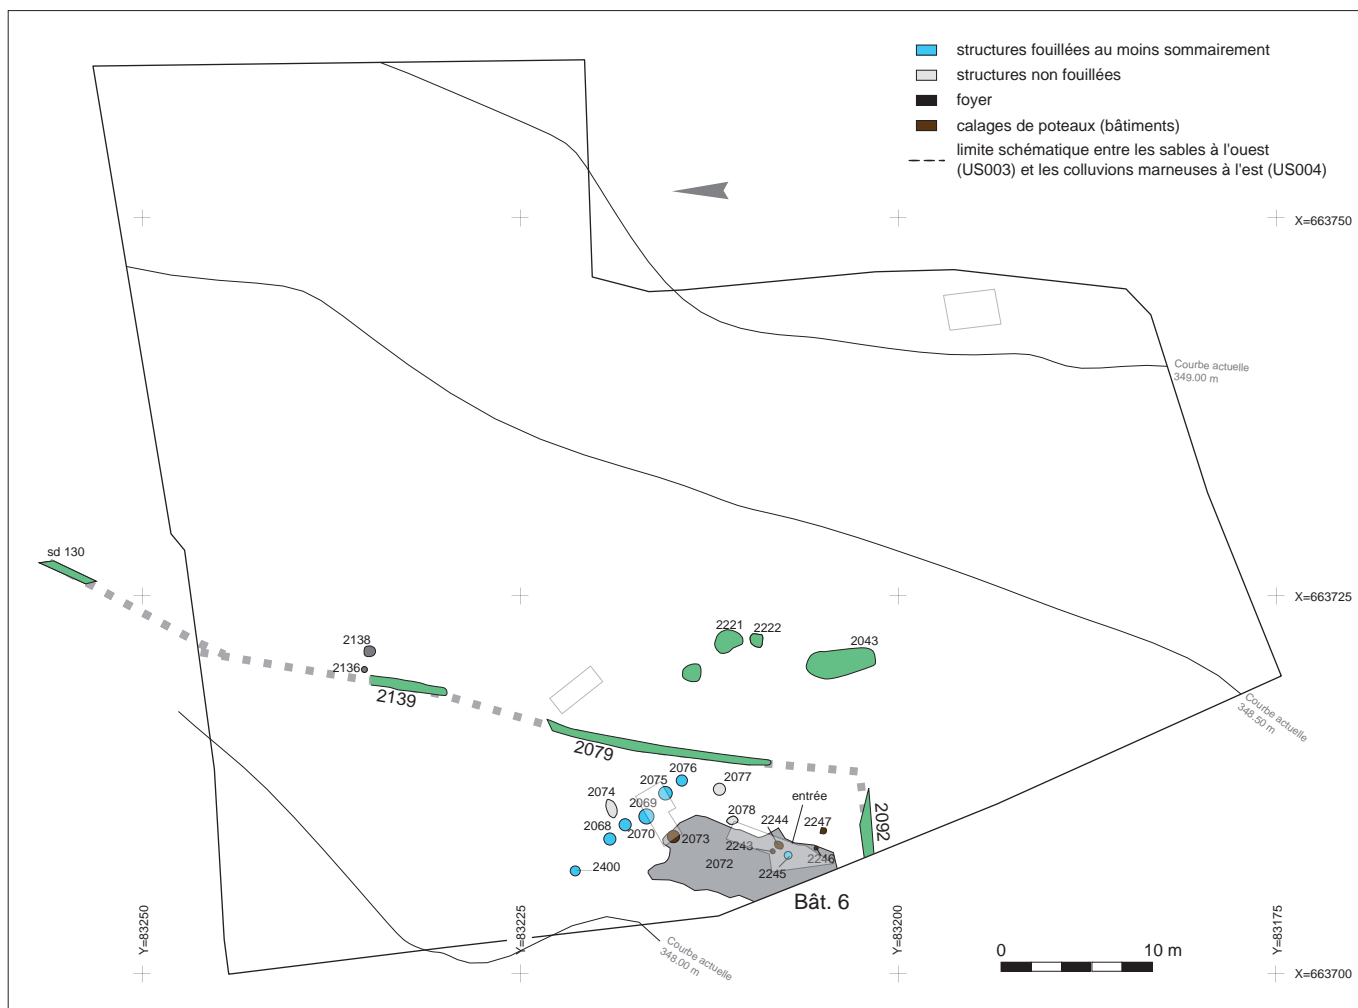 structures fouillées au moins sommairement
structures non fouillées
foyer
calages de poteaux (bâtiments)
limite schématique entre les sables à l'ouest
(US003) et les colluvions marneuses à l'est (US004)
X=663750
Courbe actuelle
349.00 m
sd 130
X=663725
2138
2136
2139
2221
2222
2043
Courbe actuelle
348.50 m
2079
2076
2075
2077
2074
2069
2078
entrée
2068
2070
2073
2244
2247
2092
2243
2246
2400
2072
2245
Bât. 6
Courbe actuelle
348.00 m
Y=83250
Y=83225
Y=83200
Y=83175
0
10 m
X=663700